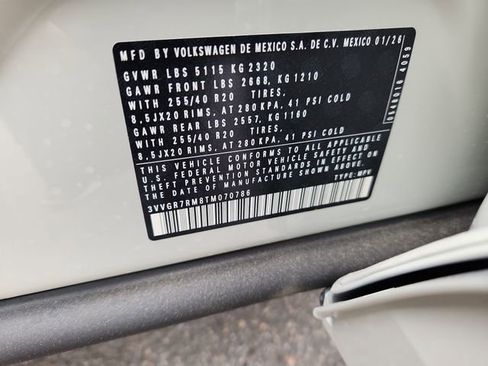 MFD BY VOLKSWAGEN DE MEXICO S.A. DE C.V. MEXICO 01/26
GVWR LBS 5115 KG 2320
GAWR FRONT LBS 2668, KG 1210
WITH 255/40 R20 TIRES.
8.5JX20 RIMS, AT 280 KPA, 41 PSI COLD
GAWR REAR LBS 2557, KG 1160
WITH 255/40 R20 TIRES.
8.5JX20 RIMS, AT 280 KPA, 41 PSI COLD
THIS VEHICLE CONFORMS TO ALL APPLICABLE
U.S. FEDERAL MOTOR VEHICLE SAFETY AND
THEFT PREVENTION STANDARDS IN EFFECT ON
THE DATE OF MANUFACTURE SHOWN ABOVE.
3VVGR7RM8TM070786
TYPE: MPV
4059